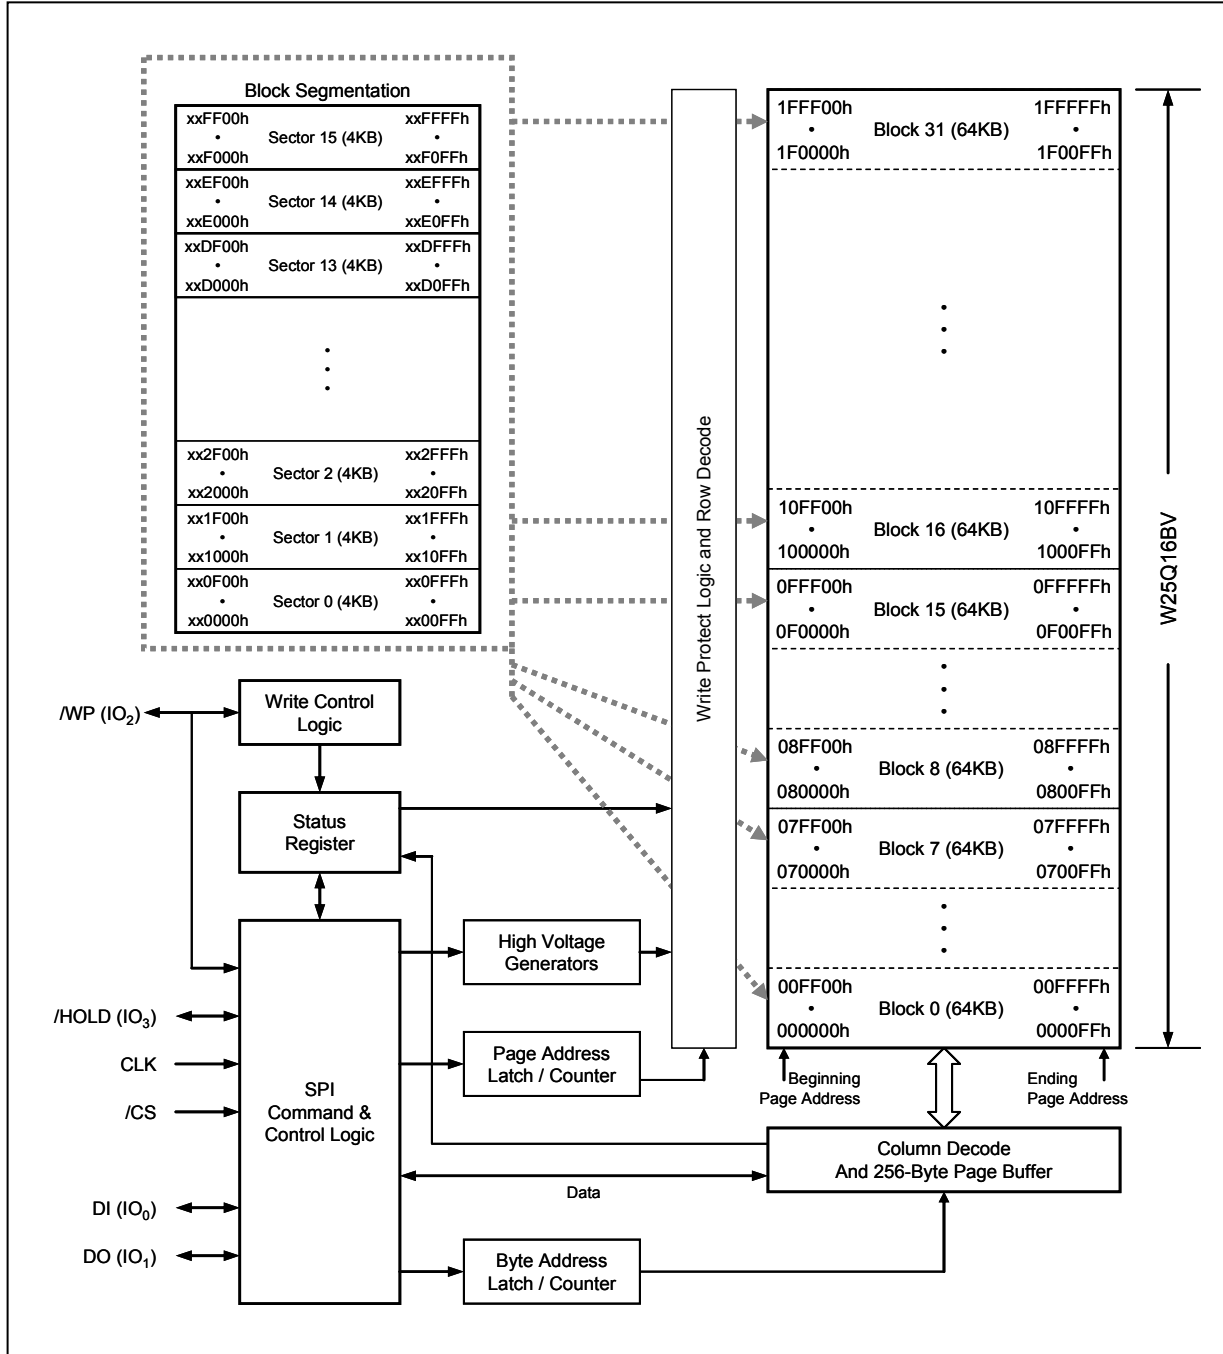 Block Segmentation
xxFF00h xxFFFFh
• Sector 15 (4KB) •
xxF000h xxF0FFh
xxEF00h xxEFFFh
• Sector 14 (4KB) •
xxE000h xxE0FFh
xxDF00h xxDFFFh
• Sector 13 (4KB) •
xxD000h xxD0FFh
xx2F00h xx2FFFh
• Sector 2 (4KB) •
xx2000h xx20FFh
xx1F00h xx1FFFh
• Sector 1 (4KB) •
xx1000h xx10FFh
xx0F00h xx0FFFh
• Sector 0 (4KB) •
xx0000h xx00FFh
Write Protect Logic and Row Decode
1FFF00h 1FFFFFh
• Block 31 (64KB) •
1F0000h 1F00FFh
10FF00h 10FFFFh
• Block 16 (64KB) •
100000h 1000FFh
0FFF00h 0FFFFFh
• Block 15 (64KB) •
0F0000h 0F00FFh
08FF00h 08FFFFh
• Block 8 (64KB) •
080000h 0800FFh
07FF00h 07FFFFh
• Block 7 (64KB) •
070000h 0700FFh
00FF00h 00FFFFh
• Block 0 (64KB) •
000000h 0000FFh
W25Q16BV
Beginning
Page Address
Ending
Page Address
/WP (IO2)
Write Control
Logic
Status
Register
High Voltage
Generators
/HOLD (IO3)
CLK
/CS
DI (IO0)
DO (IO1)
SPI
Command &
Control Logic
Page Address
Latch / Counter
Column Decode
And 256-Byte Page Buffer
Data
Byte Address
Latch / Counter